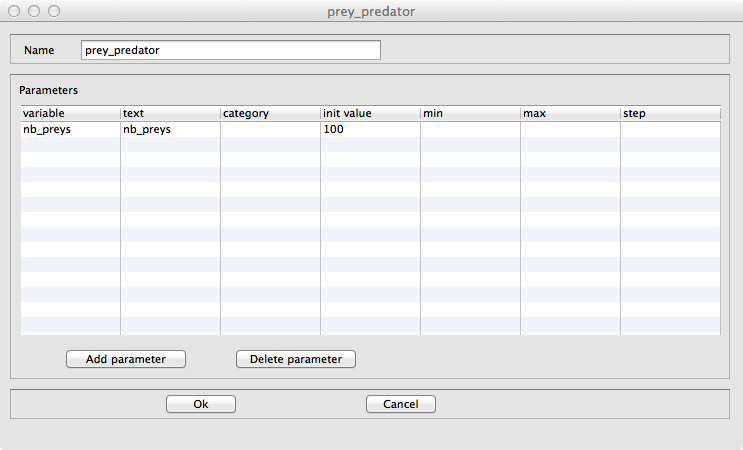 prey_predator
Name prey_predator
Parameters
variable text category init value min max step
nb_preys nb_preys 100
Add parameter Delete parameter
Ok Cancel